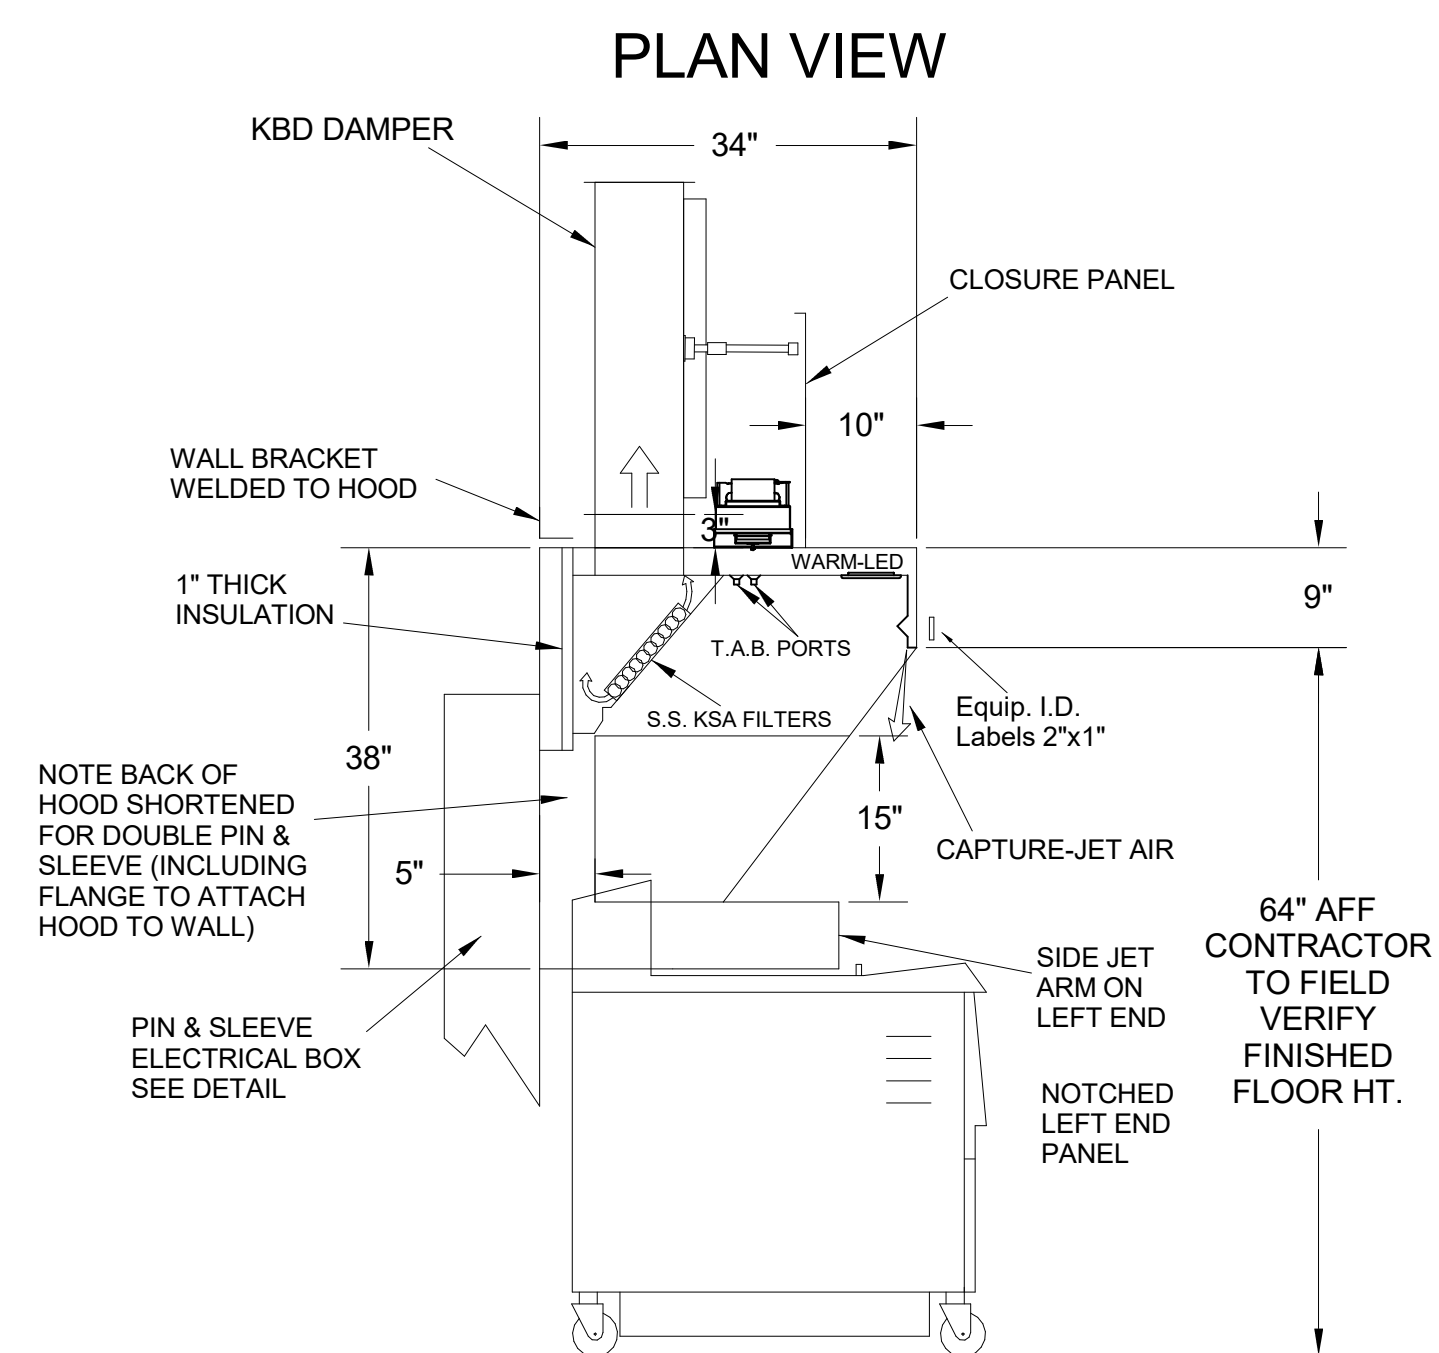 PLAN VIEW
KBD DAMPER
34"
CLOSURE PANEL
10"
WALL BRACKET
WELDED TO HOOD
3"
WARM-LED
1" THICK
INSULATION
9"
T.A.B. PORTS
S.S. KSA FILTERS
Equip. I.D.
Labels 2"x1"
38"
NOTE BACK OF
HOOD SHORTENED
FOR DOUBLE PIN &
SLEEVE (INCLUDING
FLANGE TO ATTACH
HOOD TO WALL)
15"
CAPTURE-JET AIR
5"
64" AFF
CONTRACTOR
TO FIELD
VERIFY
FINISHED
FLOOR HT.
SIDE JET
ARM ON
LEFT END
PIN & SLEEVE
ELECTRICAL BOX
SEE DETAIL
NOTCHED
LEFT END
PANEL